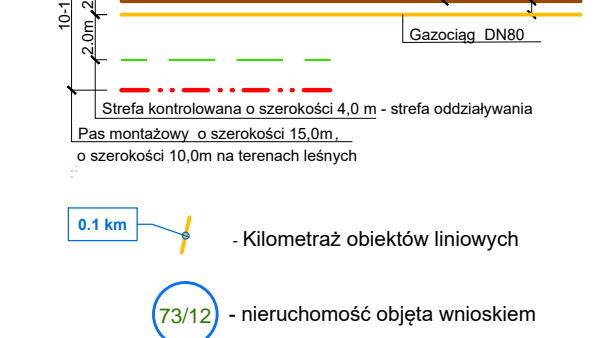 10-1
2.0m
2
Gazociąg DN80
Strefa kontrolowana o szerokości 4,0 m - strefa oddziaływania
Pas montażowy o szerokości 15,0m,
o szerokości 10,0m na terenach leśnych
0.1 km
- Kilometraż obiektów liniowych
73/12
- nieruchomość objęta wnioskiem